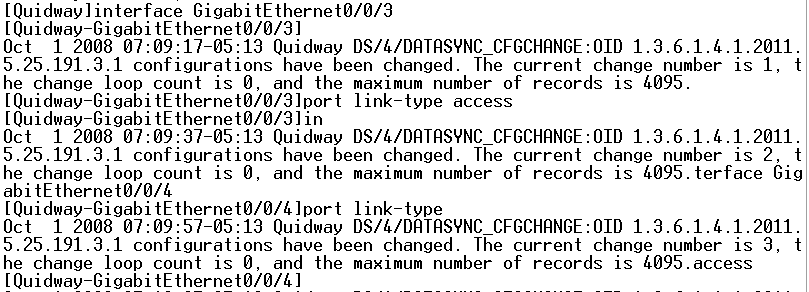 [Quidway]interface GigabitEthernet0/0/3
[Quidway-GigabitEthernet0/0/3]
Oct  1 2008 07:09:17-05:13 Quidway DS/4/DATASYNC_CFGCHANGE:OID 1.3.6.1.4.1.2011.
5.25.191.3.1 configurations have been changed. The current change number is 1, t
he change loop count is 0, and the maximum number of records is 4095.
[Quidway-GigabitEthernet0/0/3]port link-type access
[Quidway-GigabitEthernet0/0/3]in
Oct  1 2008 07:09:37-05:13 Quidway DS/4/DATASYNC_CFGCHANGE:OID 1.3.6.1.4.1.2011.
5.25.191.3.1 configurations have been changed. The current change number is 2, t
he change loop count is 0, and the maximum number of records is 4095.terface Gig
abitEthernet0/0/4
[Quidway-GigabitEthernet0/0/4]port link-type
Oct  1 2008 07:09:57-05:13 Quidway DS/4/DATASYNC_CFGCHANGE:OID 1.3.6.1.4.1.2011.
5.25.191.3.1 configurations have been changed. The current change number is 3, t
he change loop count is 0, and the maximum number of records is 4095.access
[Quidway-GigabitEthernet0/0/4]